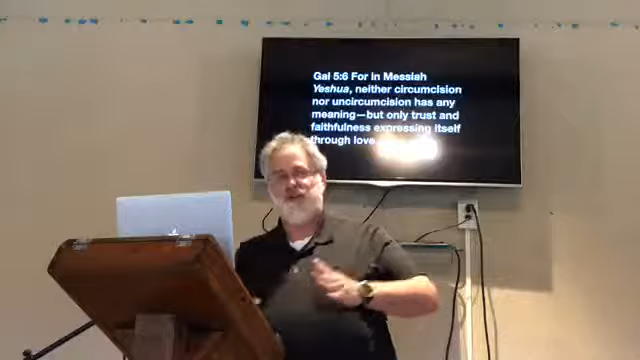 Gal 5:6 For in Messiah
Yeshua, neither circumcision
nor uncircumcision has any
meaning—but only trust and
faithfulness expressing itself
through love